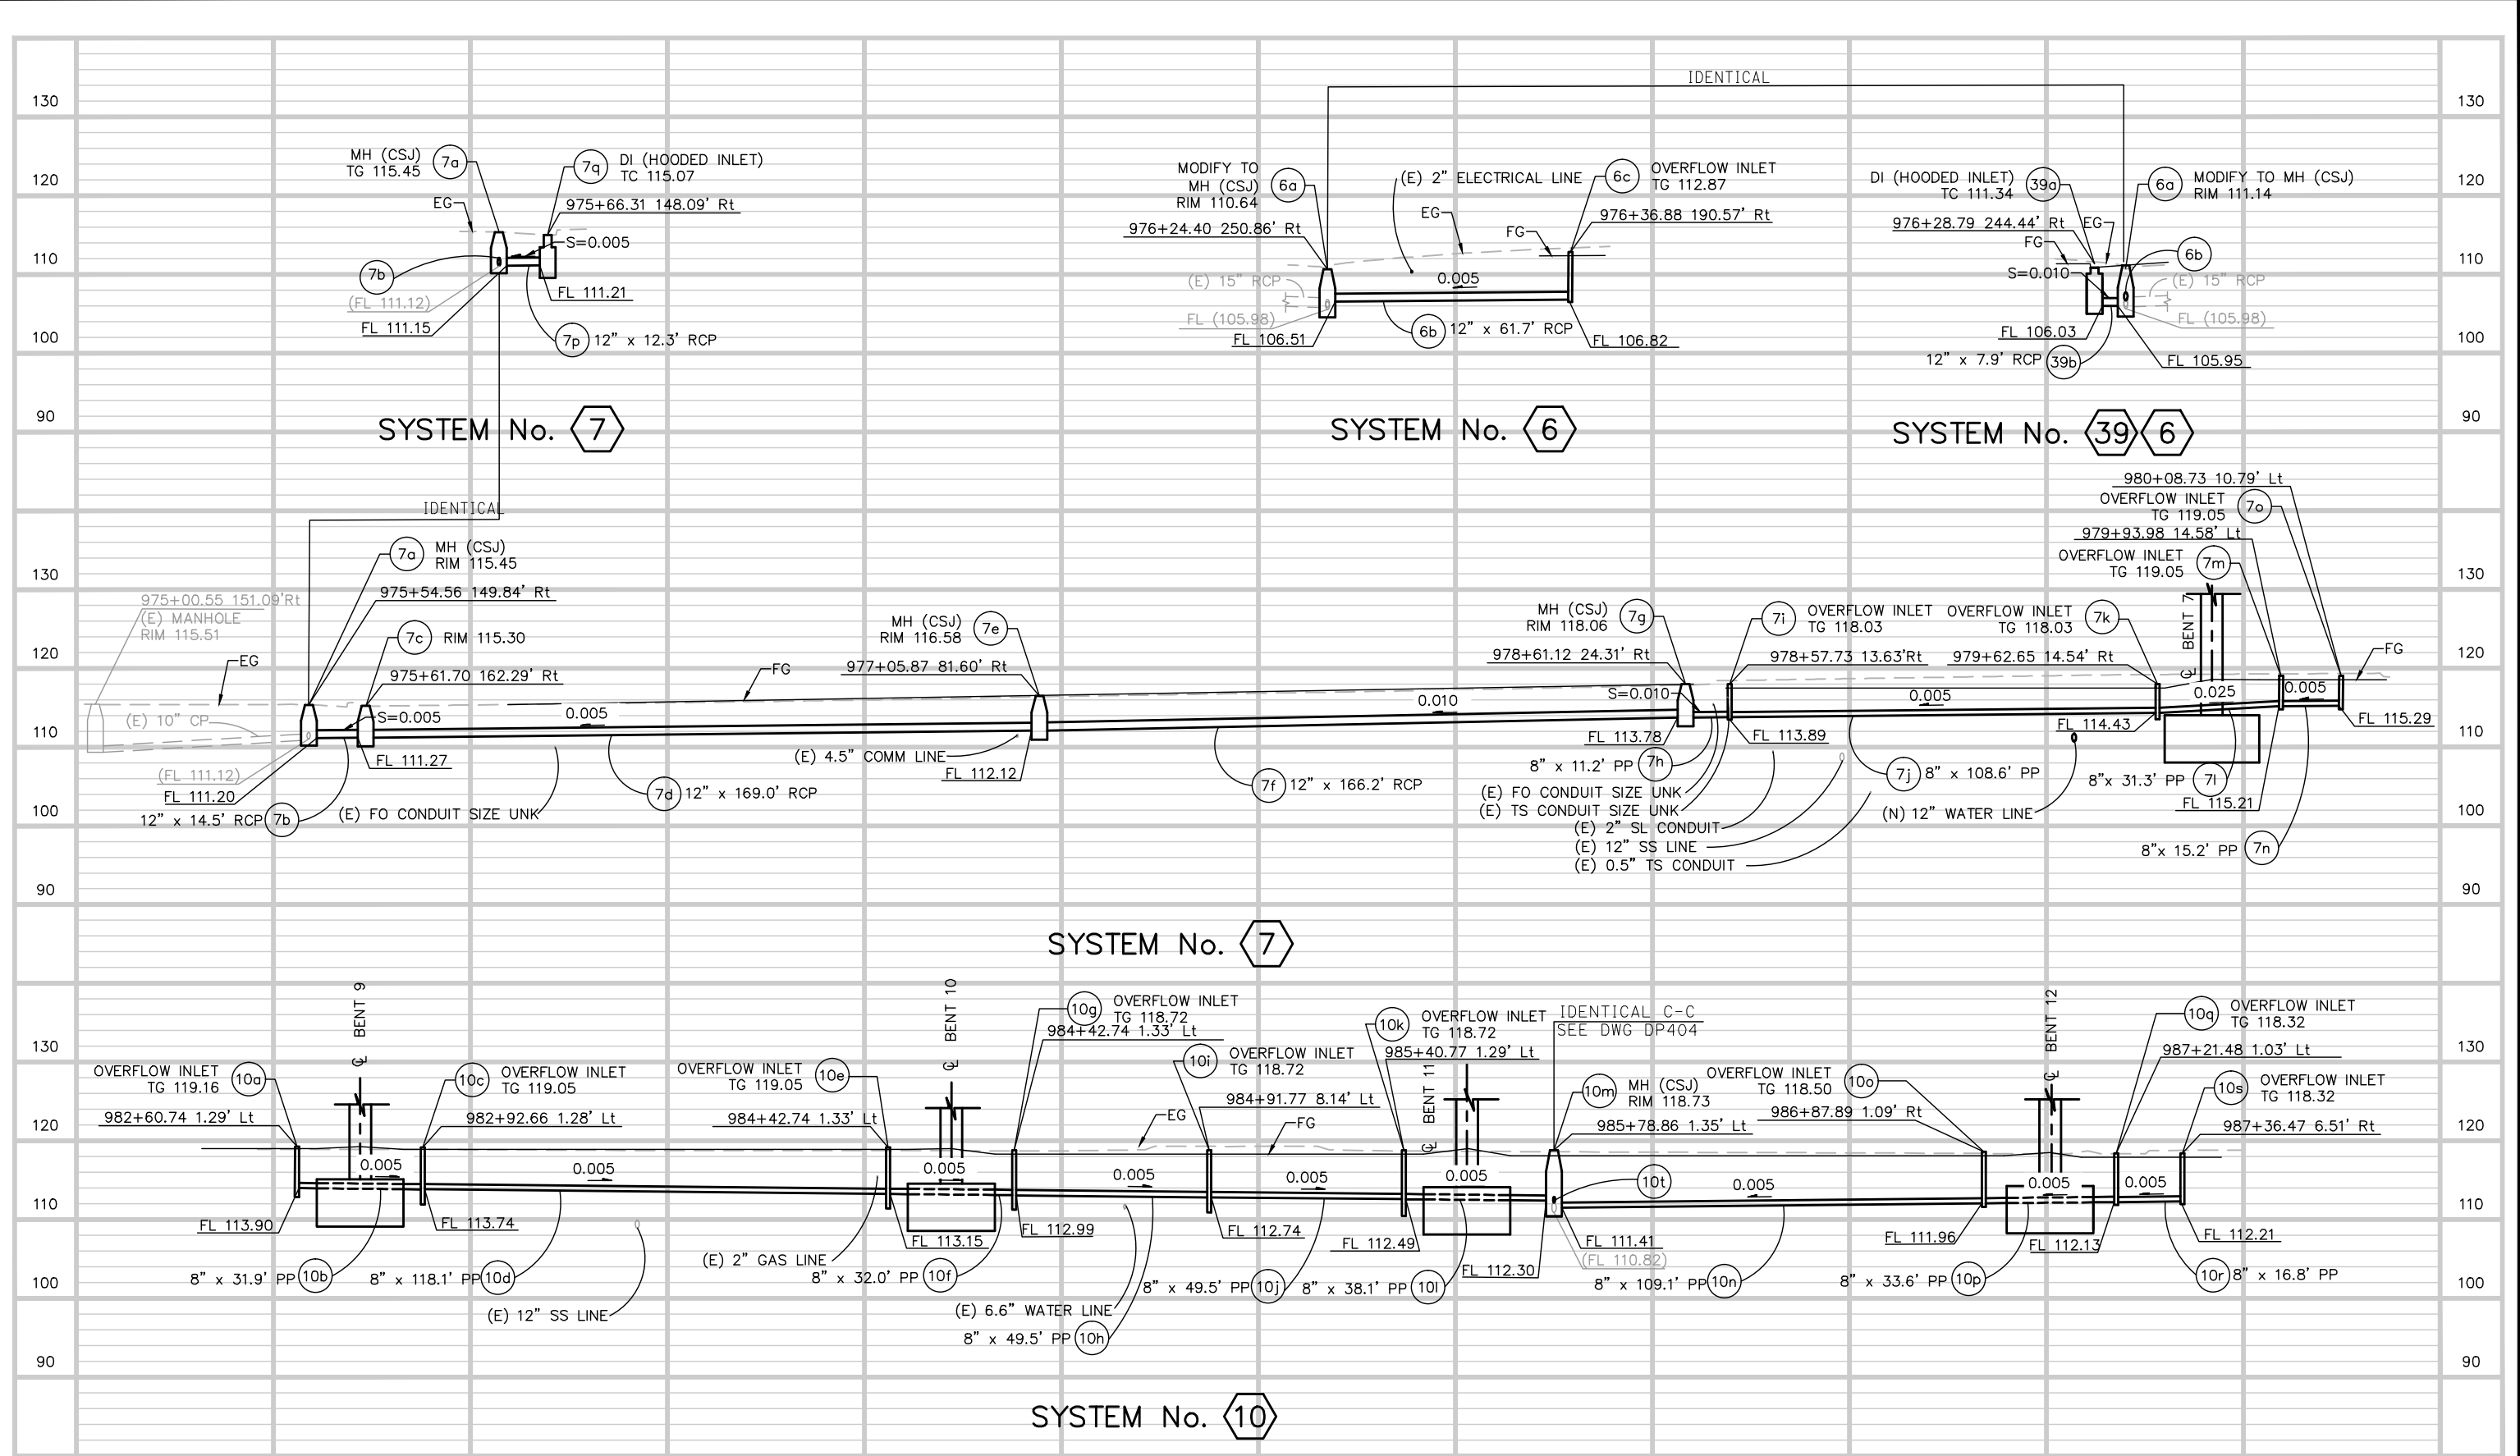 IDENTICAL
130
130
MH (CSJ)
TG 115.45
7a
7q
DI (HOODED INLET)
TC 115.07
975+66.31 148.09' Rt
EG
S=0.005
7b
(FL 111.12)
FL 111.15
FL 111.21
7p
12" x 12.3' RCP
MODIFY TO
MH (CSJ)
RIM 110.64
6a
976+24.40 250.86' Rt
(E) 2" ELECTRICAL LINE
6c
OVERFLOW INLET
TG 112.87
976+36.88 190.57' Rt
EG
FG
(E) 15" RCP
0.005
FL (105.98)
FL 106.51
6b
12" x 61.7' RCP
FL 106.82
DI (HOODED INLET)
TC 111.34
39a
6a
MODIFY TO MH (CSJ)
RIM 111.14
976+28.79 244.44' Rt
EG
FG
6b
S=0.010
(E) 15" RCP
FL (105.98)
FL 106.03
12" x 7.9' RCP
39b
FL 105.95
120
120
110
110
100
100
90
90
SYSTEM No. 7
SYSTEM No. 6
SYSTEM No. 39 6
IDENTICAL
130
130
975+00.55 151.09'Rt
(E) MANHOLE
RIM 115.51
7a
MH (CSJ)
RIM 115.45
975+54.56 149.84' Rt
7c
RIM 115.30
975+61.70 162.29' Rt
EG
FG
MH (CSJ)
RIM 116.58
7e
977+05.87 81.60' Rt
MH (CSJ)
RIM 118.06
7g
978+61.12 24.31' Rt
7i
OVERFLOW INLET
TG 118.03
978+57.73 13.63'Rt
OVERFLOW INLET
TG 118.03
7k
979+62.65 14.54' Rt
980+08.73 10.79' Lt
OVERFLOW INLET
TG 119.05
7o
979+93.98 14.58' Lt
OVERFLOW INLET
TG 119.05
7m
BENT 7
FG
120
120
(E) 10" CP
S=0.005
0.005
0.010
S=0.010
0.005
0.025
0.005
110
110
(FL 111.12)
FL 111.20
12" x 14.5' RCP
7b
FL 111.27
(E) FO CONDUIT SIZE UNK
7d
12" x 169.0' RCP
(E) 4.5" COMM LINE
FL 112.12
7f
12" x 166.2' RCP
FL 113.78
8" x 11.2' PP
7h
FL 113.89
(E) FO CONDUIT SIZE UNK
(E) TS CONDUIT SIZE UNK
(E) 2" SL CONDUIT
(E) 12" SS LINE
(E) 0.5" TS CONDUIT
7j
8" x 108.6' PP
FL 114.43
(N) 12" WATER LINE
8"x 31.3' PP
7l
FL 115.21
8"x 15.2' PP
7n
FL 115.29
100
100
90
90
SYSTEM No. 7
130
130
OVERFLOW INLET
TG 119.16
10a
982+60.74 1.29' Lt
BENT 9
10c
OVERFLOW INLET
TG 119.05
982+92.66 1.28' Lt
OVERFLOW INLET
TG 119.05
10e
984+42.74 1.33' Lt
BENT 10
10g
OVERFLOW INLET
TG 118.72
984+42.74 1.33' Lt
10i
OVERFLOW INLET
TG 118.72
984+91.77 8.14' Lt
10k
OVERFLOW INLET
TG 118.72
985+40.77 1.29' Lt
BENT 11
IDENTICAL C-C
SEE DWG DP404
10m
MH (CSJ)
RIM 118.73
985+78.86 1.35' Lt
OVERFLOW INLET
TG 118.50
10o
986+87.89 1.09' Rt
BENT 12
10q
OVERFLOW INLET
TG 118.32
987+21.48 1.03' Lt
10s
OVERFLOW INLET
TG 118.32
987+36.47 6.51' Rt
120
120
EG
FG
0.005
0.005
0.005
0.005
0.005
0.005
10t
0.005
0.005
0.005
110
110
FL 113.90
8" x 31.9' PP
10b
FL 113.74
8" x 118.1' PP
10d
(E) 12" SS LINE
(E) 2" GAS LINE
FL 113.15
8" x 32.0' PP
10f
FL 112.99
(E) 6.6" WATER LINE
8" x 49.5' PP
10h
FL 112.74
8" x 49.5' PP
10j
FL 112.49
8" x 38.1' PP
10l
FL 112.30
FL 111.41
(FL 110.82)
8" x 109.1' PP
10n
FL 111.96
8" x 33.6' PP
10p
FL 112.13
FL 112.21
10r
8" x 16.8' PP
100
100
90
90
SYSTEM No. 10